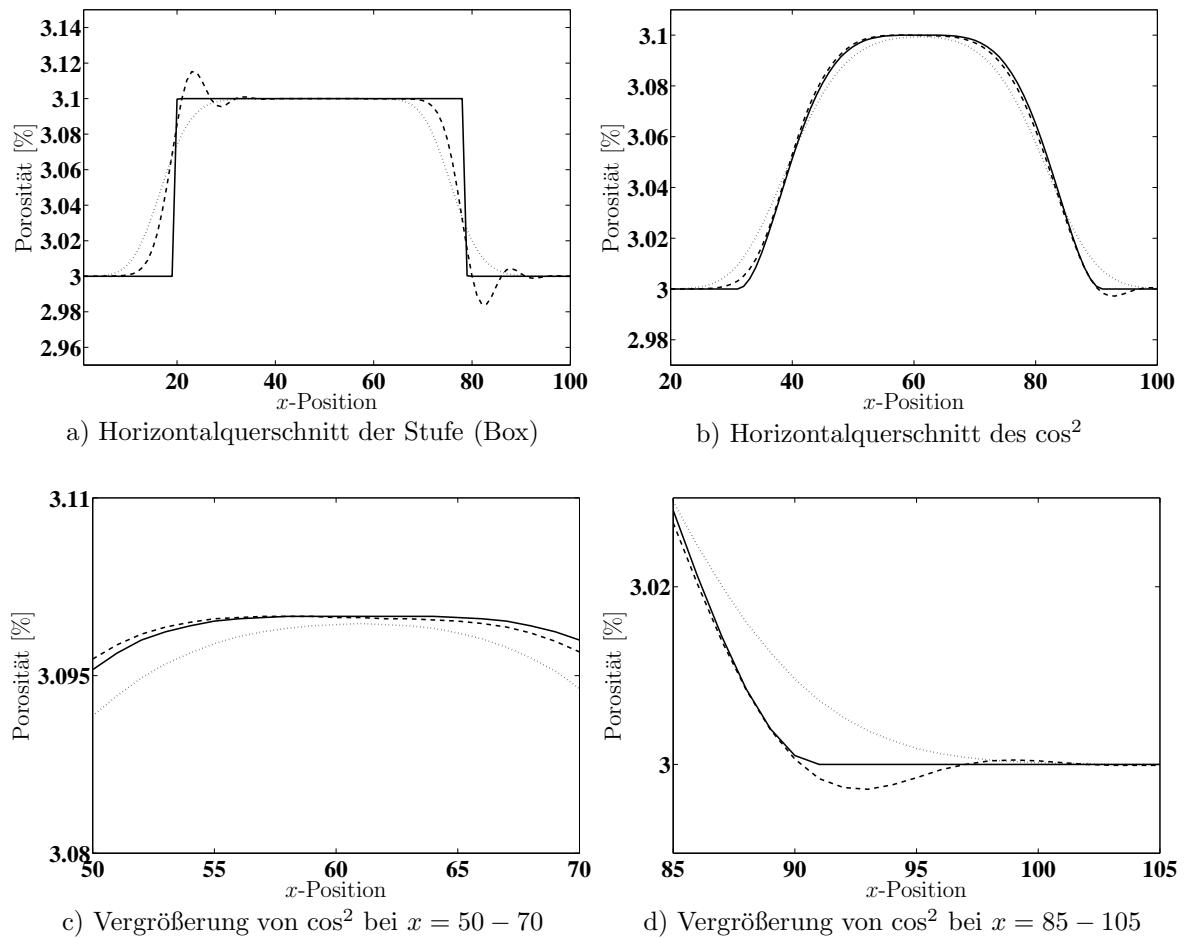 3.14
3.12
3.1
3.08
3.06
3.04
3.02
3
2.98
2.96
Porosität [%]
20 40 60 80 100
x-Position
a) Horizontalquerschnitt der Stufe (Box)
3.1
3.08
3.06
3.04
3.02
3
2.98
Porosität [%]
20 40 60 80 100
x-Position
b) Horizontalquerschnitt des cos²
3.11
3.095
3.08
Porosität [%]
50 55 60 65 70
x-Position
c) Vergrößerung von cos² bei x = 50 − 70
3.02
3
Porosität [%]
85 90 95 100 105
x-Position
d) Vergrößerung von cos² bei x = 85 − 105